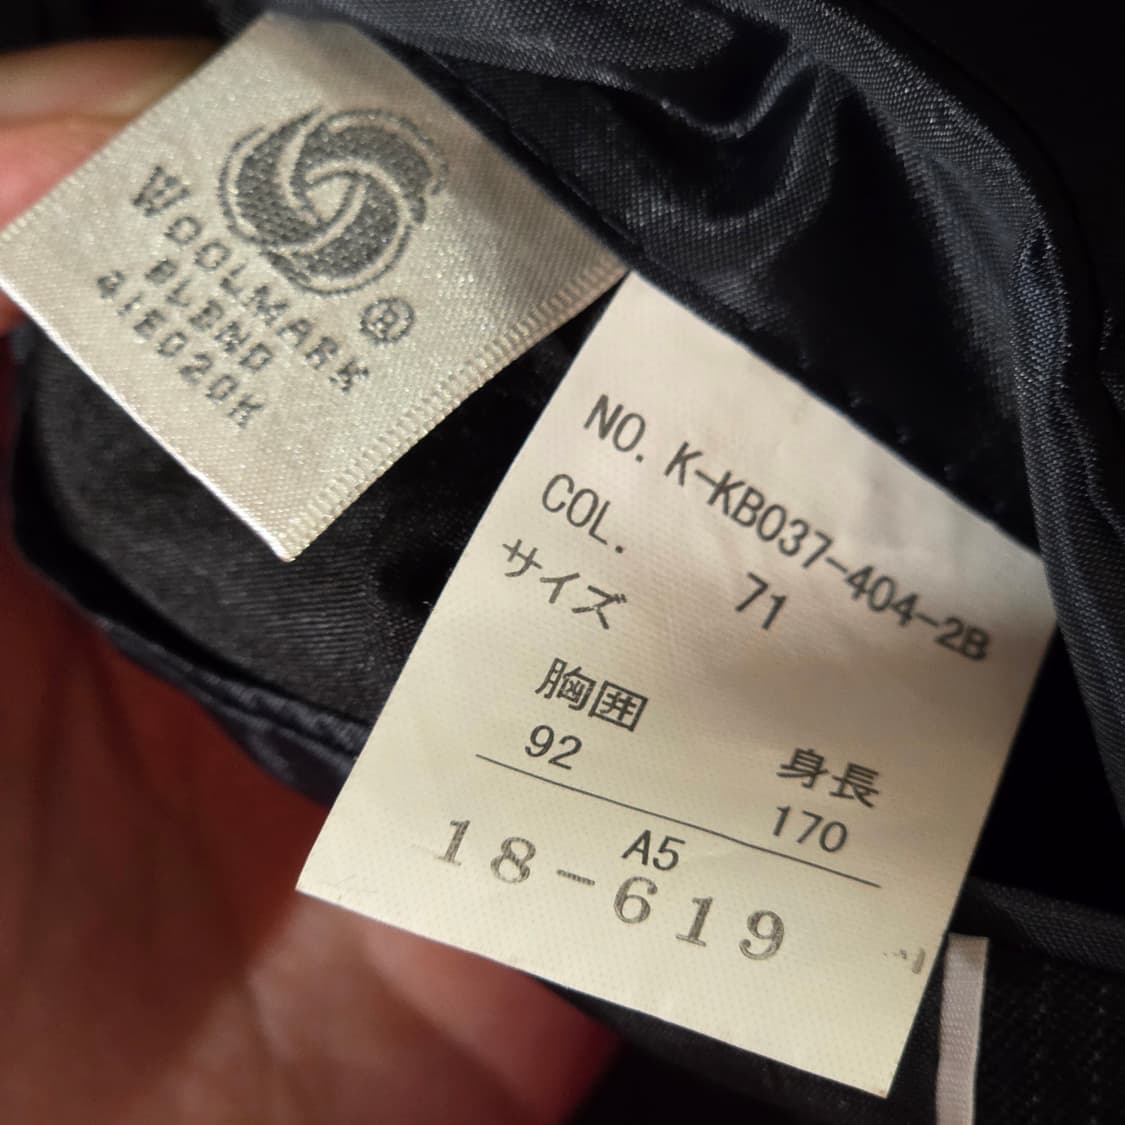 WOOLMARK
BLEND
41E020K
®
NO. K-KB037-404-2B
COL. 71
サイズ
胸囲 身長
92 170
A5
18-619